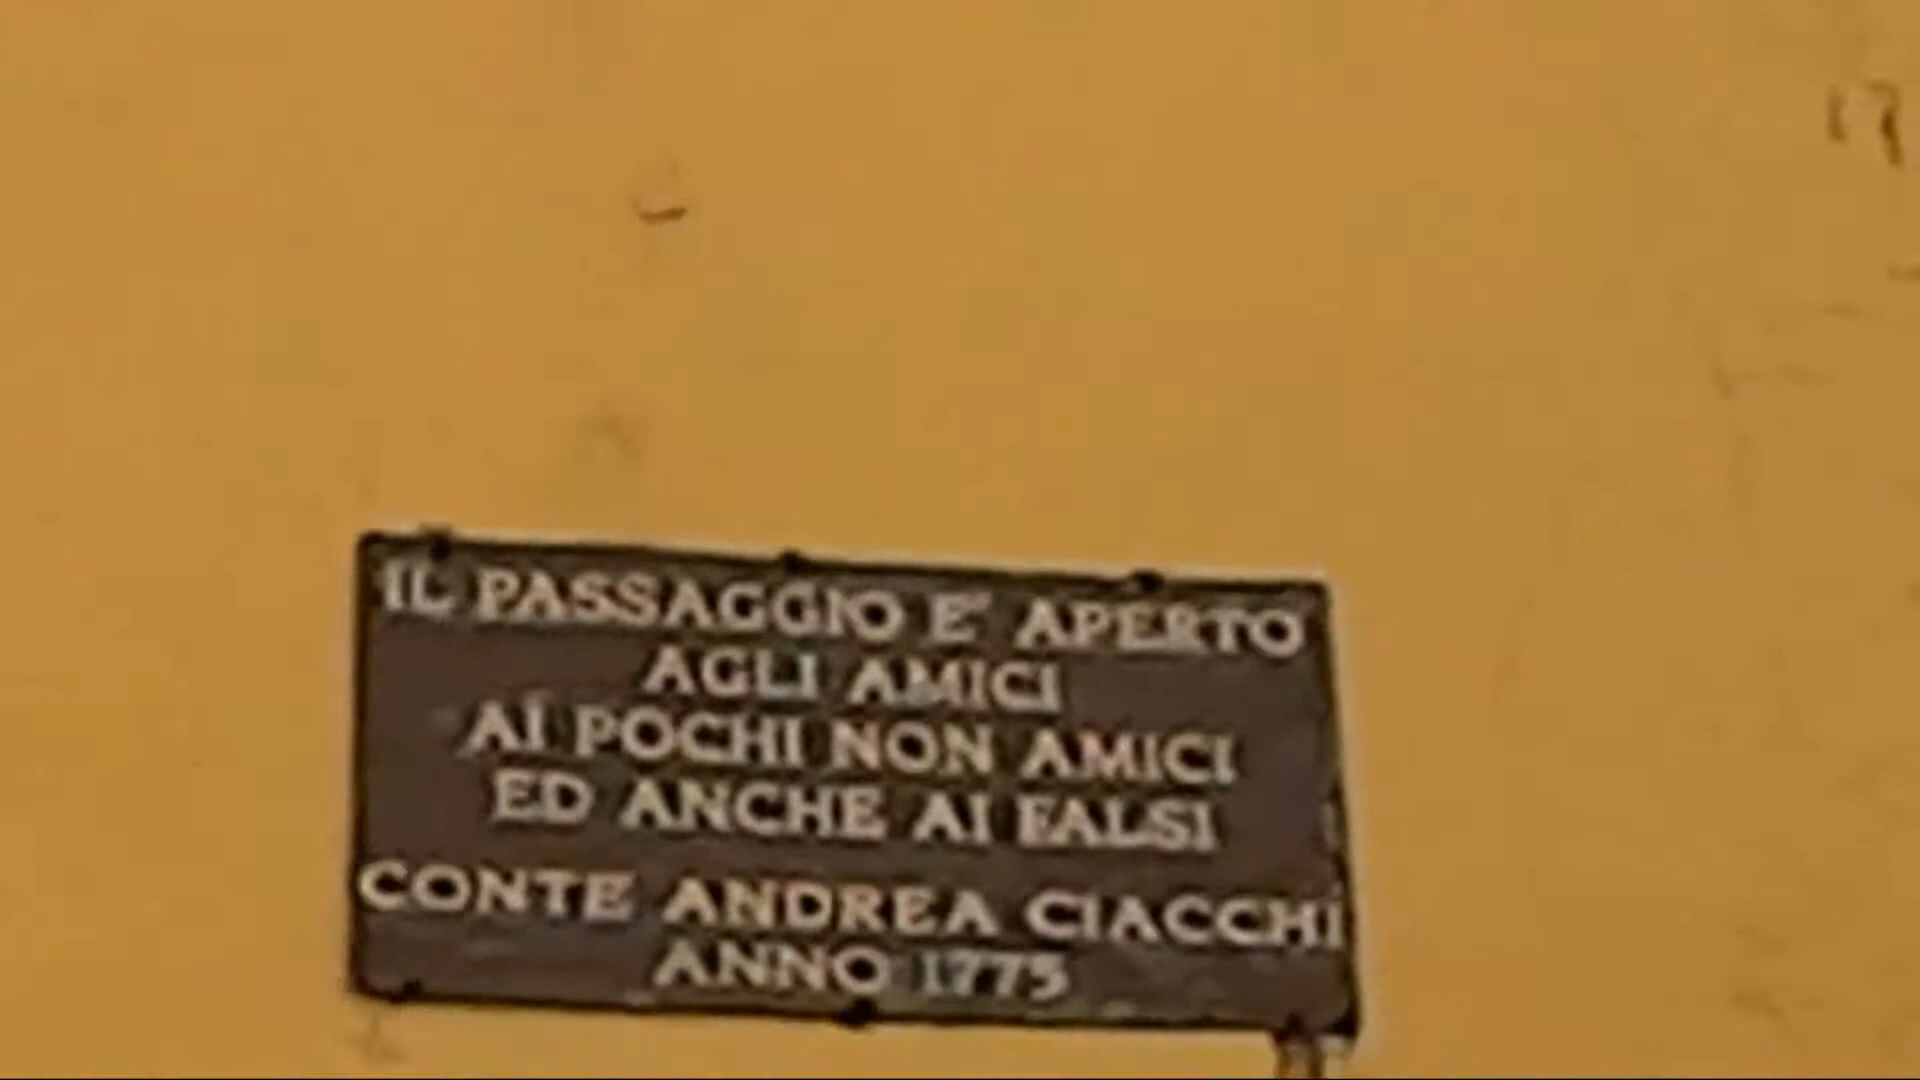 IL PASSAGGIO E' APERTO
AGLI AMICI
AI POCHI NON AMICI
ED ANCHE AI FALSI
CONTE ANDREA CIACCHI
ANNO 1775